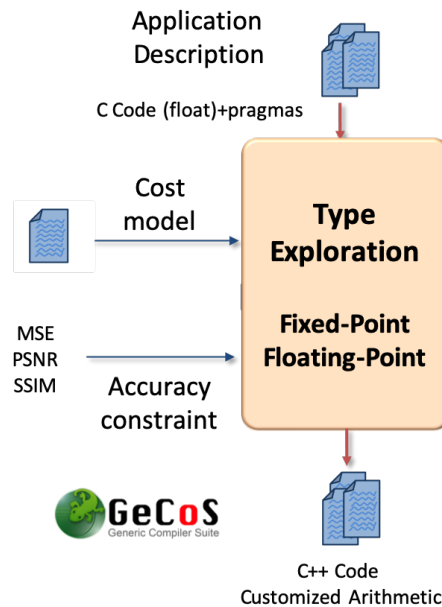 Application
Description
C Code (float)+pragmas
Cost
model
Type
Exploration
Fixed-Point
Floating-Point
MSE
PSNR
SSIM
Accuracy
constraint
GeCoS
Generic Compiler Suite
C++ Code
Customized Arithmetic